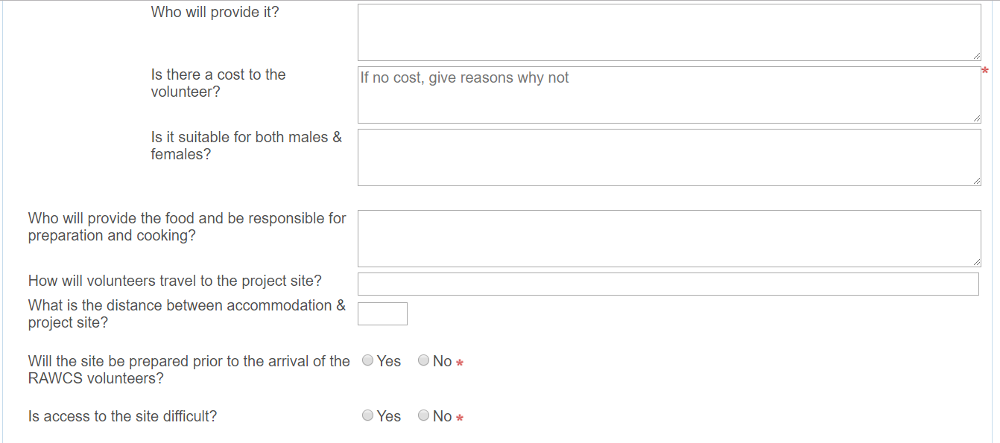 Who will provide it?
Is there a cost to the
volunteer?
If no cost, give reasons why not
*
Is it suitable for both males &
females?
Who will provide the food and be responsible for
preparation and cooking?
How will volunteers travel to the project site?
What is the distance between accommodation &
project site?
Will the site be prepared prior to the arrival of the
RAWCS volunteers?
Yes No *
Is access to the site difficult?
Yes No *